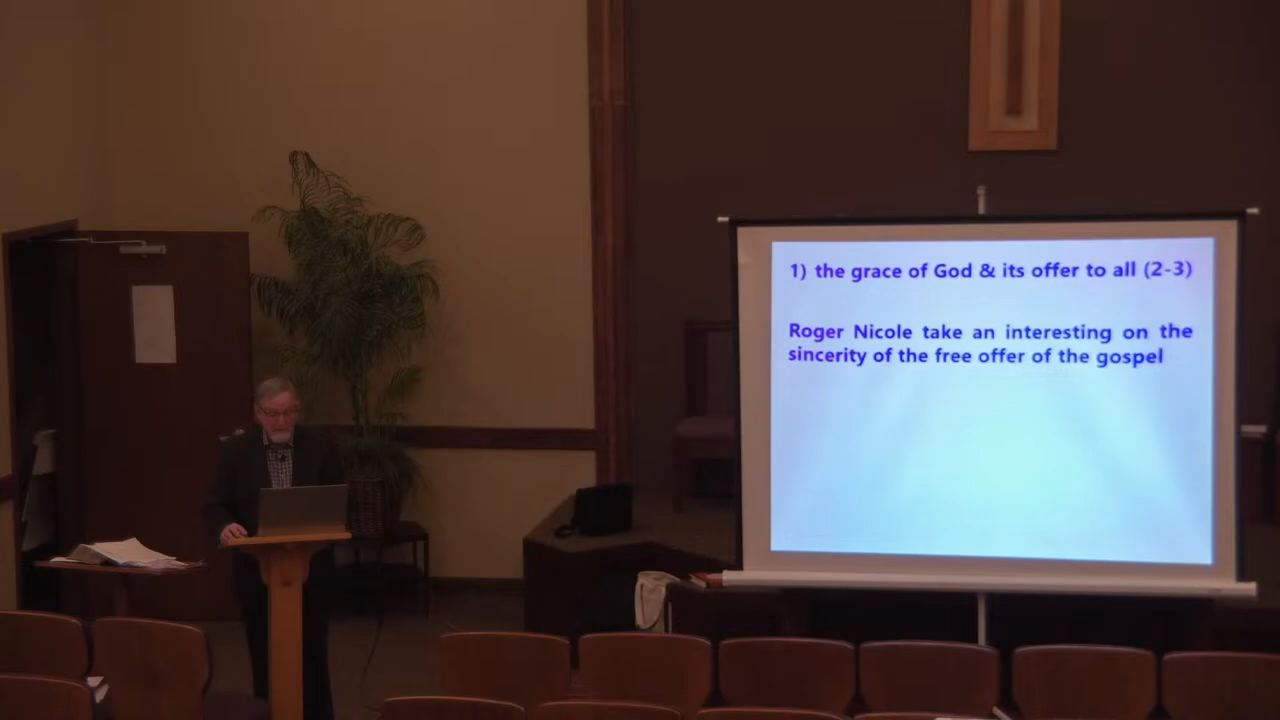 1) the grace of God & its offer to all (2-3)
Roger Nicole take an interesting on the
sincerity of the free offer of the gospel